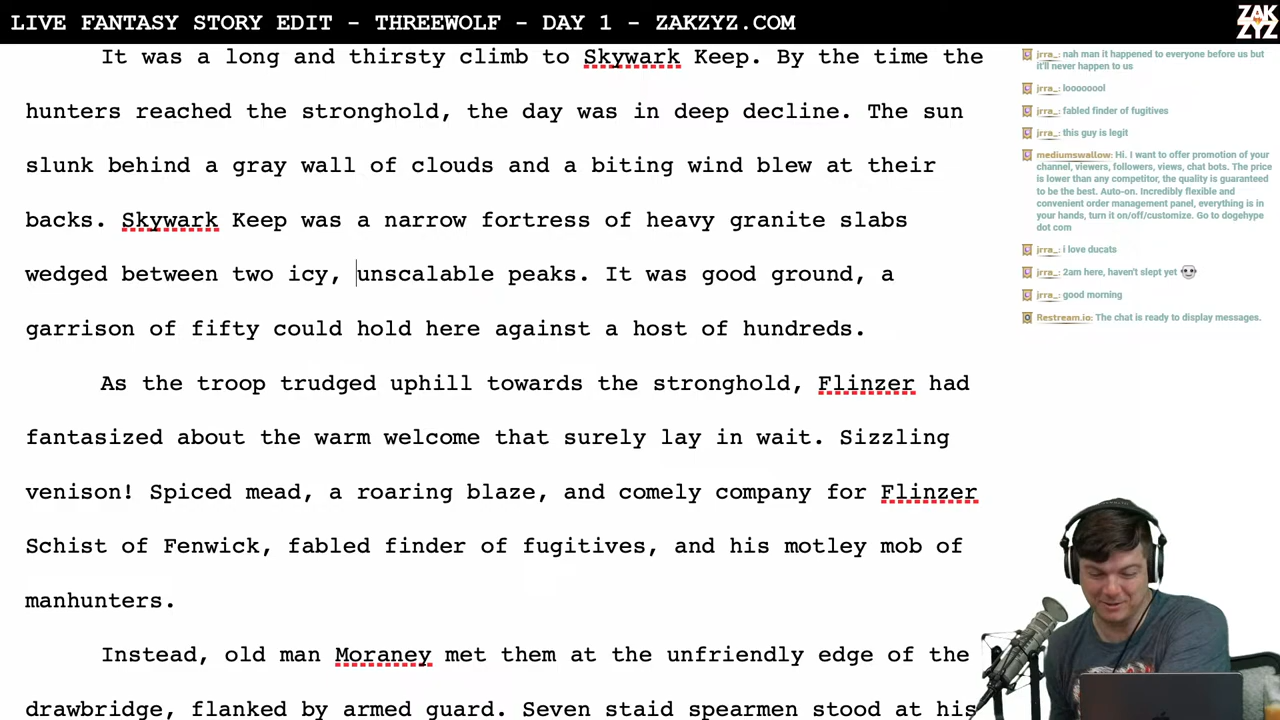 LIVE FANTASY STORY EDIT - THREEWOLF - DAY 1 - ZAKZYZ.COM
ZAK
ZYZ
It was a long and thirsty climb to Skywark Keep. By the time the
hunters reached the stronghold, the day was in deep decline. The sun
slunk behind a gray wall of clouds and a biting wind blew at their
backs. Skywark Keep was a narrow fortress of heavy granite slabs
wedged between two icy, unscalable peaks. It was good ground, a
garrison of fifty could hold here against a host of hundreds.
As the troop trudged uphill towards the stronghold, Flinzer had
fantasized about the warm welcome that surely lay in wait. Sizzling
venison! Spiced mead, a roaring blaze, and comely company for Flinzer
Schist of Fenwick, fabled finder of fugitives, and his motley mob of
manhunters.
Instead, old man Moraney met them at the unfriendly edge of the
drawbridge, flanked by armed guard. Seven staid spearmen stood at his
jrra_: nah man it happened to everyone before us but
it'll never happen to us
jrra_: looooooool
jrra_: fabled finder of fugitives
jrra_: this guy is legit
mediumswallow: Hi. I want to offer promotion of your
channel, viewers, followers, views, chat bots. The price
is lower than any competitor, the quality is guaranteed
to be the best. Auto-on. Incredibly flexible and
convenient order management panel, everything is in
your hands, turn it on/off/customize. Go to dogehype
dot com
jrra_: i love ducats
jrra_: 2am here, haven't slept yet
jrra_: good morning
Restream.io: The chat is ready to display messages.